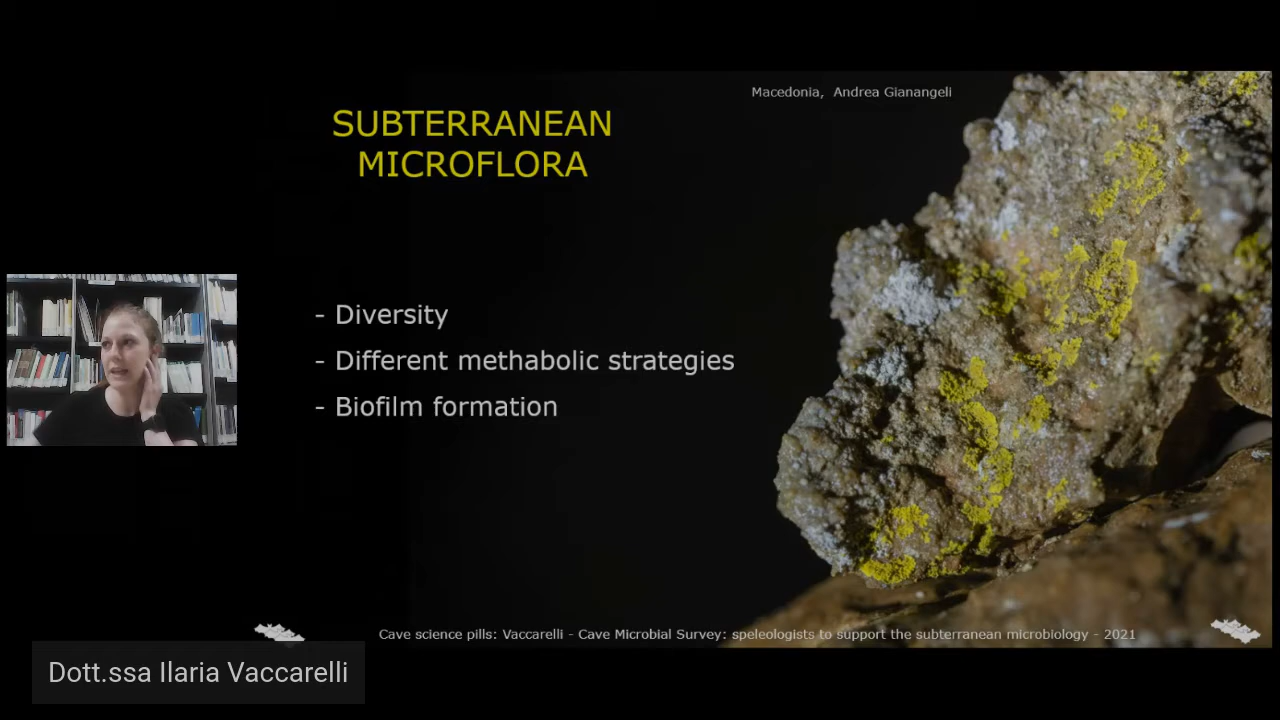 Macedonia, Andrea Gianangeli
SUBTERRANEAN
MICROFLORA
- Diversity
- Different methabolic strategies
- Biofilm formation
Cave science pills: Vaccarelli - Cave Microbial Survey: speleologists to support the subterranean microbiology - 2021
Dott.ssa Ilaria Vaccarelli